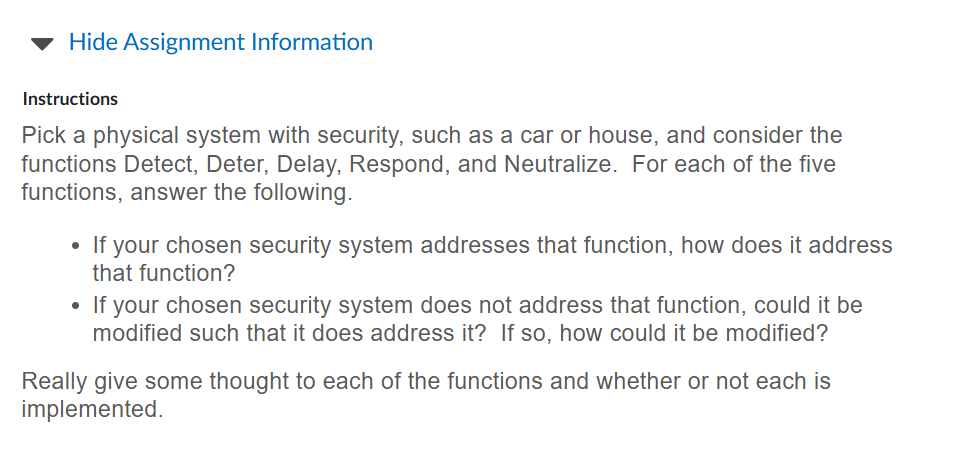 Hide Assignment Information
Instructions
Pick a physical system with security, such as a car or house, and consider the
functions Detect, Deter, Delay, Respond, and Neutralize.  For each of the five
functions, answer the following.
• If your chosen security system addresses that function, how does it address
that function?
• If your chosen security system does not address that function, could it be
modified such that it does address it?  If so, how could it be modified?
Really give some thought to each of the functions and whether or not each is
implemented.